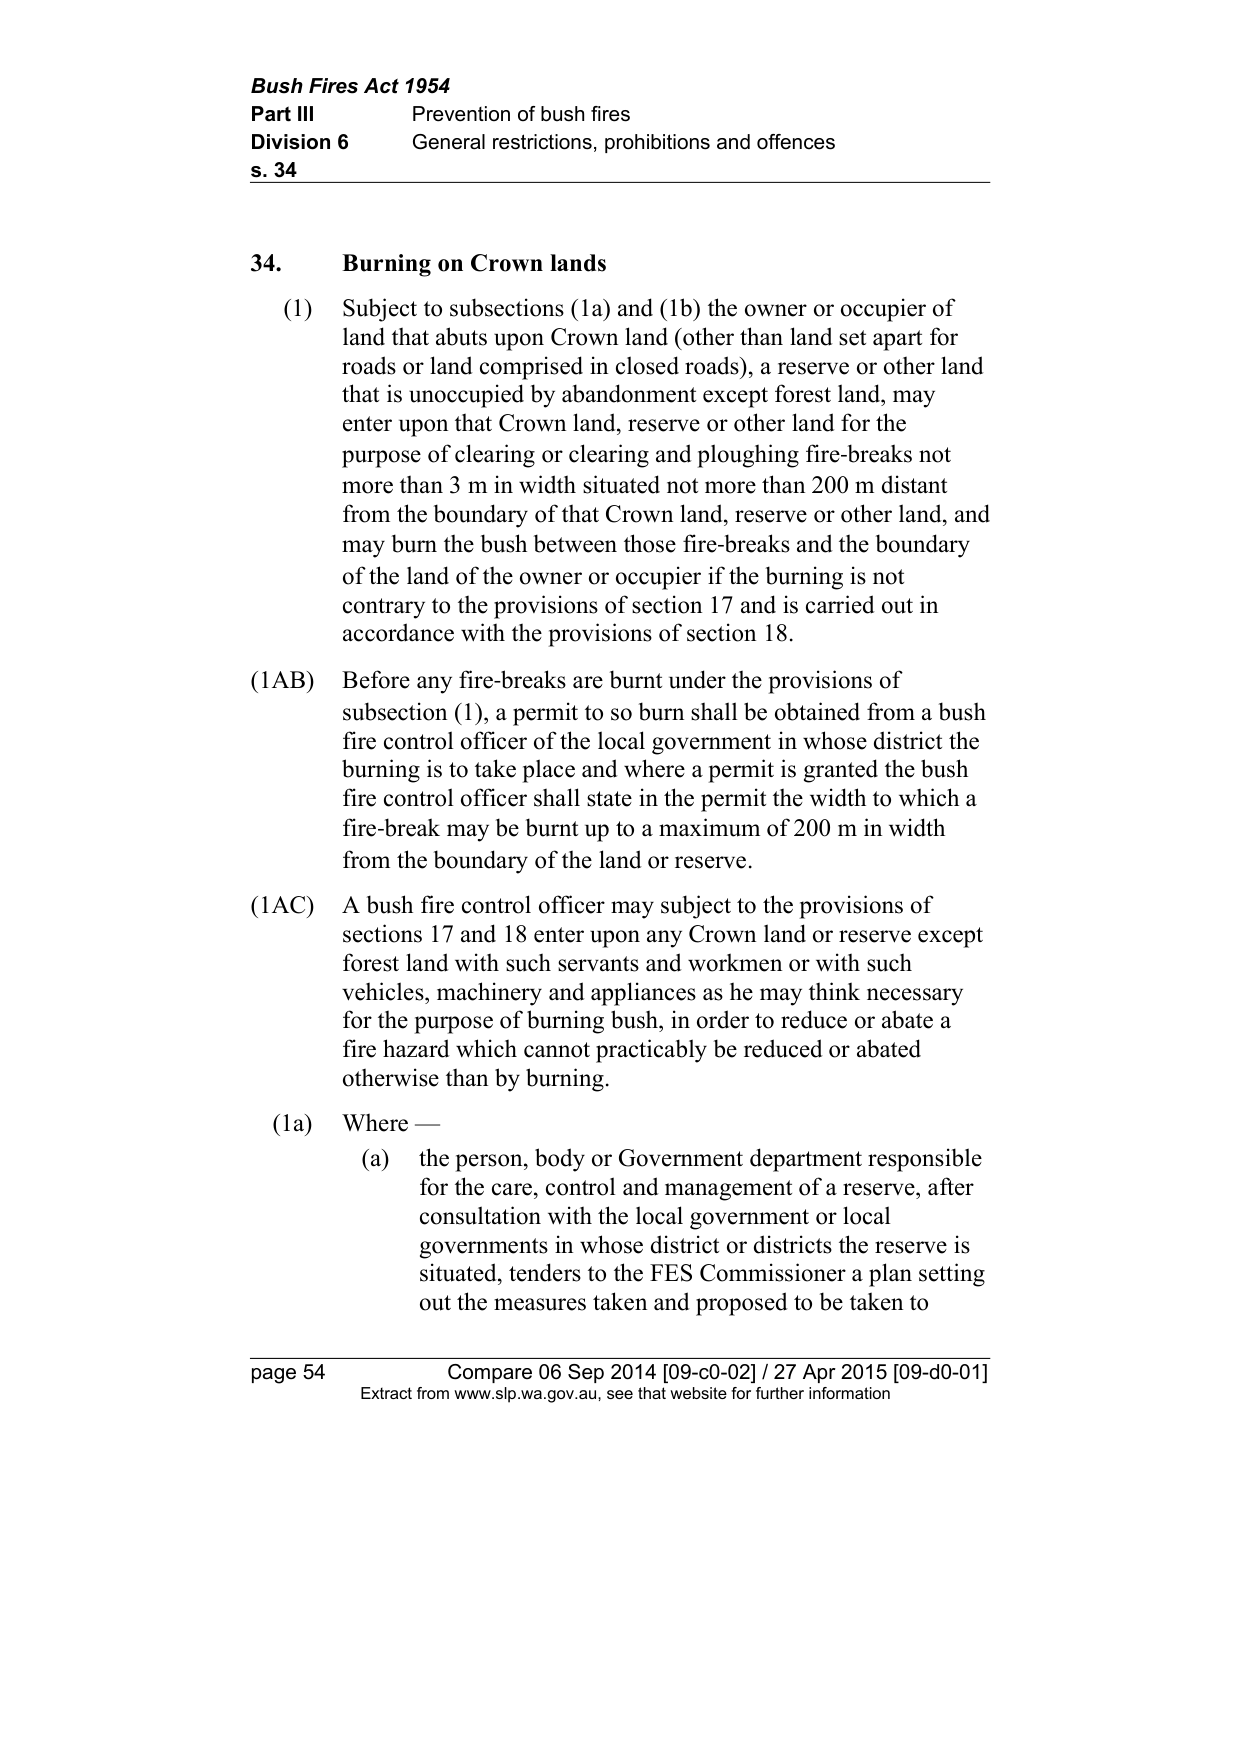 Bush Fires Act 1954
Part III Prevention of bush fires
Division 6 General restrictions, prohibitions and offences
s. 34
34. Burning on Crown lands
(1) Subject to subsections (1a) and (1b) the owner or occupier of
land that abuts upon Crown land (other than land set apart for
roads or land comprised in closed roads), a reserve or other land
that is unoccupied by abandonment except forest land, may
enter upon that Crown land, reserve or other land for the
purpose of clearing or clearing and ploughing fire-breaks not
more than 3 m in width situated not more than 200 m distant
from the boundary of that Crown land, reserve or other land, and
may burn the bush between those fire-breaks and the boundary
of the land of the owner or occupier if the burning is not
contrary to the provisions of section 17 and is carried out in
accordance with the provisions of section 18.
(1AB) Before any fire-breaks are burnt under the provisions of
subsection (1), a permit to so burn shall be obtained from a bush
fire control officer of the local government in whose district the
burning is to take place and where a permit is granted the bush
fire control officer shall state in the permit the width to which a
fire-break may be burnt up to a maximum of 200 m in width
from the boundary of the land or reserve.
(1AC) A bush fire control officer may subject to the provisions of
sections 17 and 18 enter upon any Crown land or reserve except
forest land with such servants and workmen or with such
vehicles, machinery and appliances as he may think necessary
for the purpose of burning bush, in order to reduce or abate a
fire hazard which cannot practicably be reduced or abated
otherwise than by burning.
(1a) Where —
(a) the person, body or Government department responsible
for the care, control and management of a reserve, after
consultation with the local government or local
governments in whose district or districts the reserve is
situated, tenders to the FES Commissioner a plan setting
out the measures taken and proposed to be taken to
page 54 Compare 06 Sep 2014 [09-c0-02] / 27 Apr 2015 [09-d0-01]
Extract from www.slp.wa.gov.au, see that website for further information